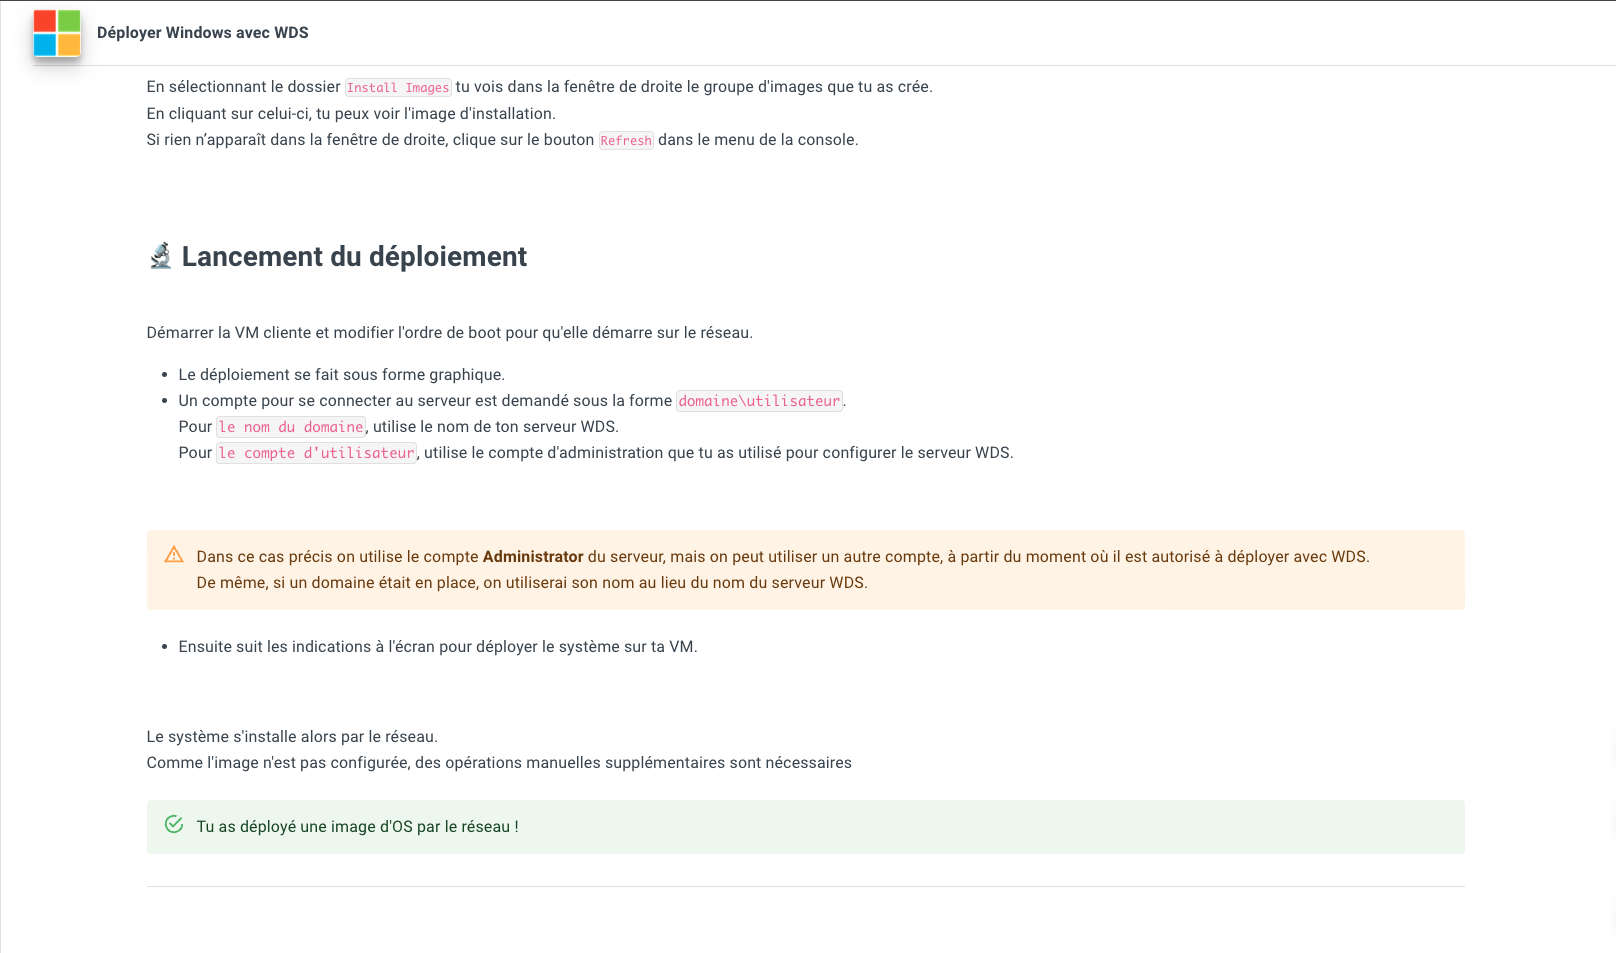 Déployer Windows avec WDS
En sélectionnant le dossier Install Images tu vois dans la fenêtre de droite le groupe d'images que tu as crée.
En cliquant sur celui-ci, tu peux voir l'image d'installation.
Si rien n’apparaît dans la fenêtre de droite, clique sur le bouton Refresh dans le menu de la console.
🔬 Lancement du déploiement
Démarrer la VM cliente et modifier l'ordre de boot pour qu'elle démarre sur le réseau.
• Le déploiement se fait sous forme graphique.
• Un compte pour se connecter au serveur est demandé sous la forme domaine\utilisateur.
Pour le nom du domaine, utilise le nom de ton serveur WDS.
Pour le compte d'utilisateur, utilise le compte d'administration que tu as utilisé pour configurer le serveur WDS.
Dans ce cas précis on utilise le compte Administrator du serveur, mais on peut utiliser un autre compte, à partir du moment où il est autorisé à déployer avec WDS.
De même, si un domaine était en place, on utiliserai son nom au lieu du nom du serveur WDS.
• Ensuite suit les indications à l'écran pour déployer le système sur ta VM.
Le système s'installe alors par le réseau.
Comme l'image n'est pas configurée, des opérations manuelles supplémentaires sont nécessaires
Tu as déployé une image d'OS par le réseau !